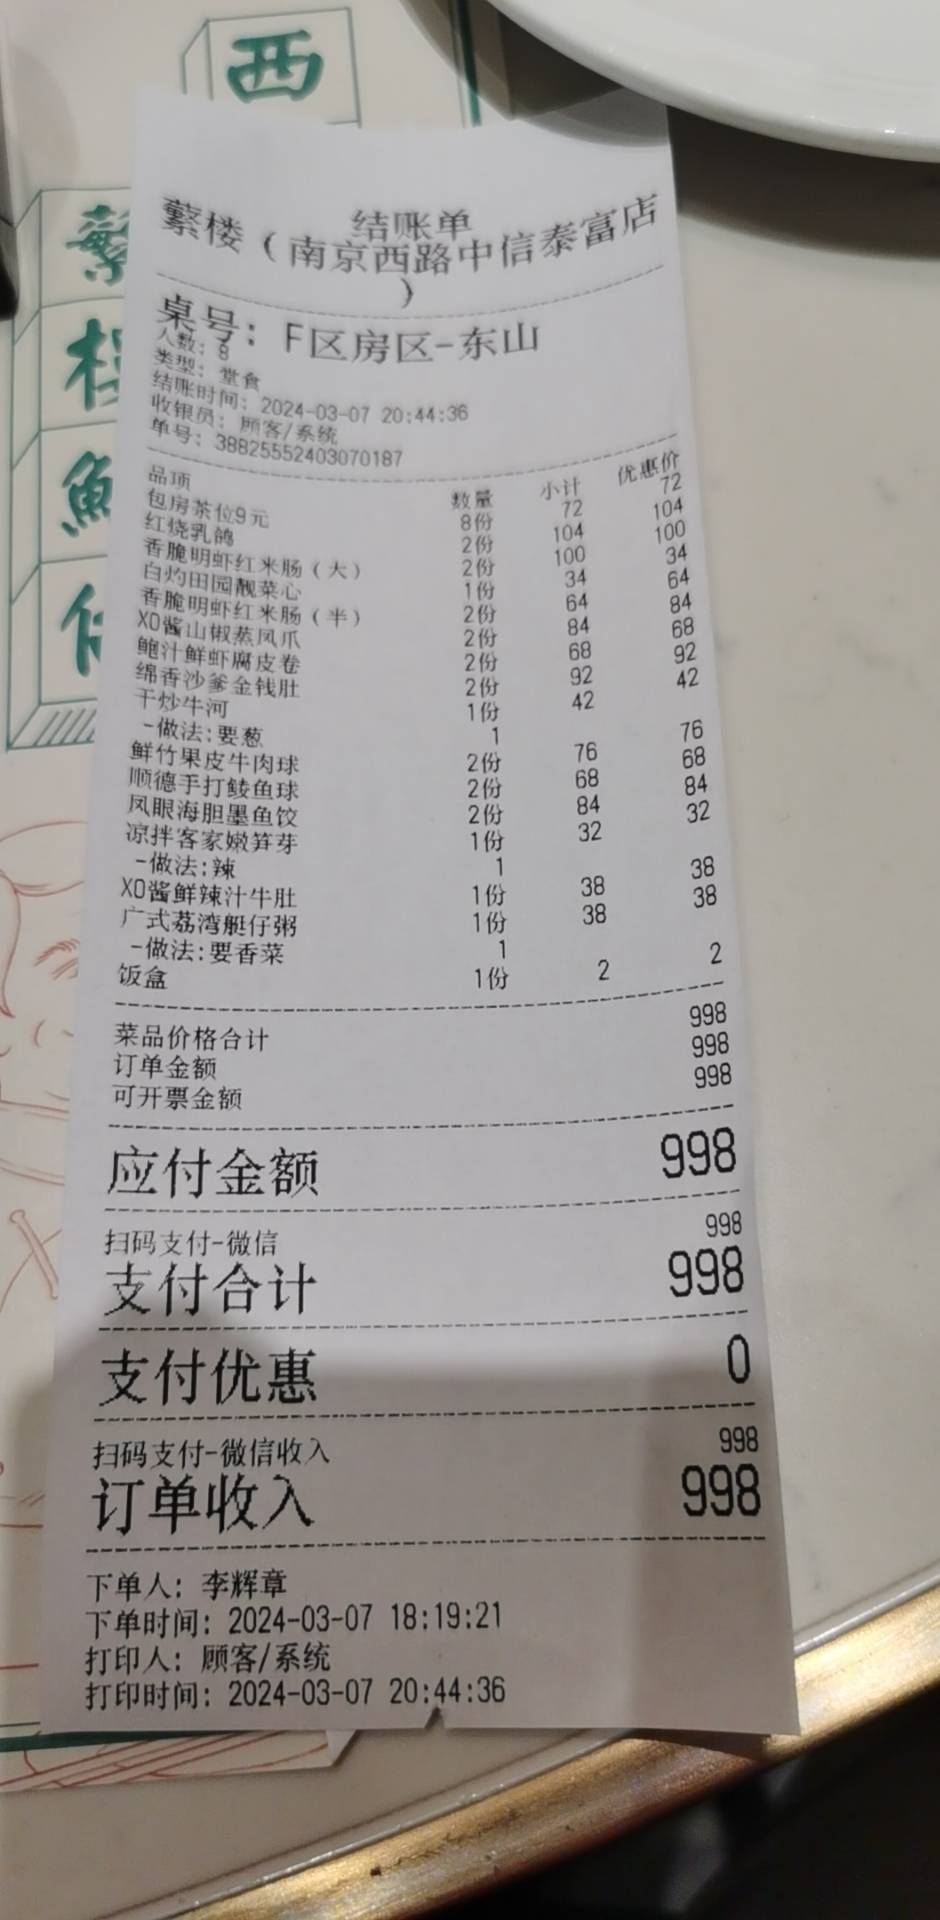 西
蘩
楼
结账单
蘩楼（南京西路中信泰富店
）
桌号：F区房区-东山
人数：8
类型：堂食
结账时间：2024-03-07 20:44:36
收银员：顾客/系统
单号：38825552403070187
品项 数量 小计 优惠价
包房茶位9元 8份 72 72
红烧乳鸽 2份 104 104
香脆明虾红米肠（大） 2份 100 100
白灼田园靓菜心 1份 34 34
香脆明虾红米肠（半） 2份 64 64
XO酱山椒蒸凤爪 2份 84 84
鲍汁鲜虾腐皮卷 2份 68 68
绵香沙爹金钱肚 2份 92 92
干炒牛河 1份 42 42
-做法:要葱 1
鲜竹果皮牛肉球 2份 76 76
顺德手打鲮鱼球 2份 68 68
凤眼海胆墨鱼饺 2份 84 84
凉拌客家嫩笋芽 1份 32 32
-做法:辣 1
XO酱鲜辣汁牛肚 1份 38 38
广式荔湾艇仔粥 1份 38 38
-做法:要香菜 1
饭盒 1份 2 2
菜品价格合计 998
订单金额 998
可开票金额 998
应付金额 998
扫码支付-微信 998
支付合计 998
支付优惠 0
扫码支付-微信收入 998
订单收入 998
下单人：李辉章
下单时间：2024-03-07 18:19:21
打印人：顾客/系统
打印时间：2024-03-07 20:44:36